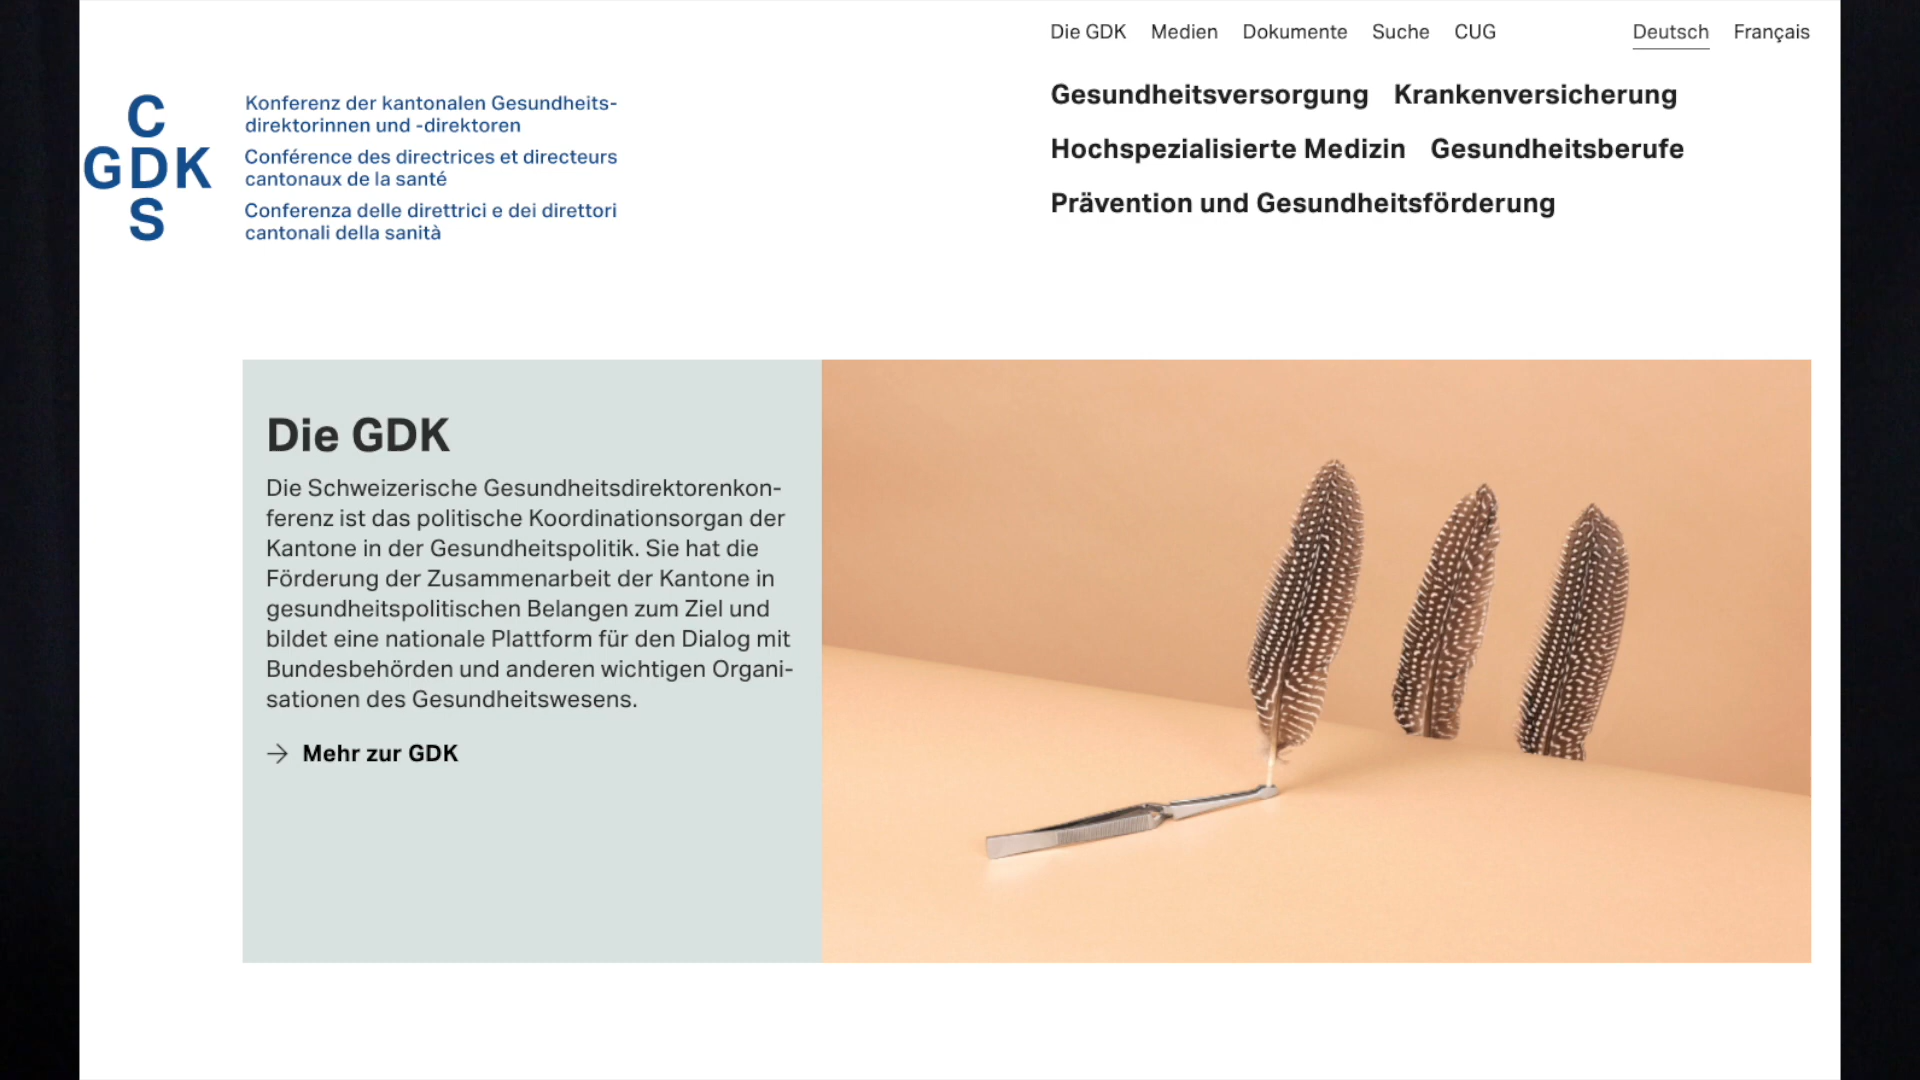 Die GDK Medien Dokumente Suche CUG Deutsch Français
Gesundheitsversorgung Krankenversicherung
Hochspezialisierte Medizin Gesundheitsberufe
Prävention und Gesundheitsförderung
C
GDK
S
Konferenz der kantonalen Gesundheits-
direktorinnen und -direktoren
Conférence des directrices et directeurs
cantonaux de la santé
Conferenza delle direttrici e dei direttori
cantonali della sanità
Die GDK
Die Schweizerische Gesundheitsdirektorenkon-
ferenz ist das politische Koordinationsorgan der
Kantone in der Gesundheitspolitik. Sie hat die
Förderung der Zusammenarbeit der Kantone in
gesundheitspolitischen Belangen zum Ziel und
bildet eine nationale Plattform für den Dialog mit
Bundesbehörden und anderen wichtigen Organi-
sationen des Gesundheitswesens.
→ Mehr zur GDK